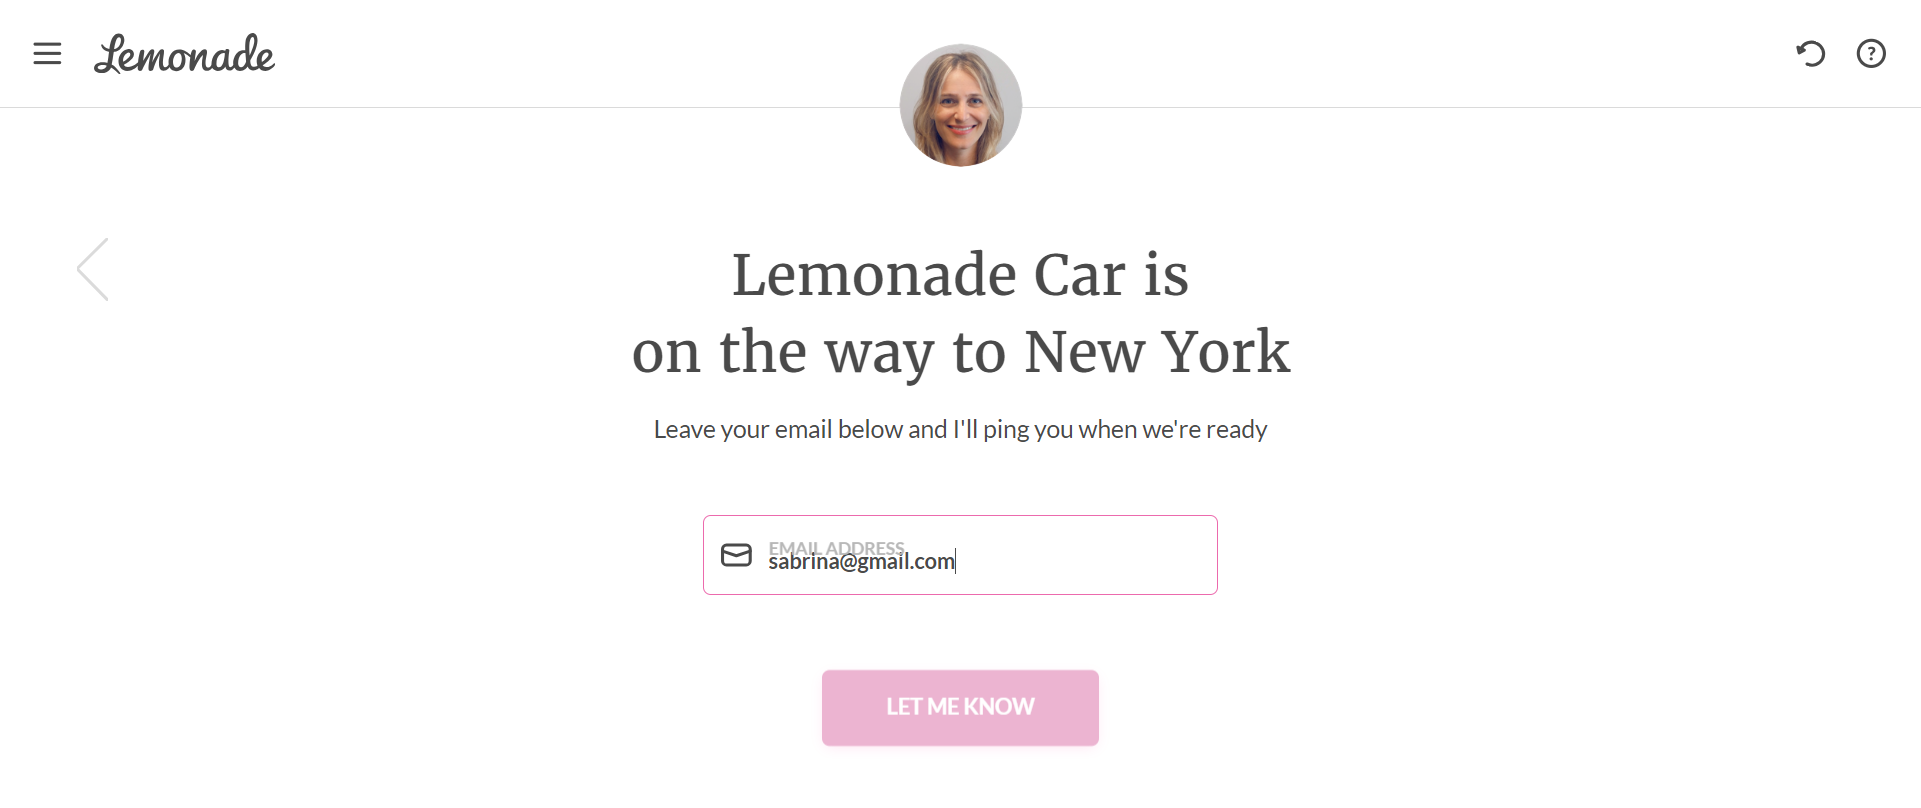 Lemonade
Lemonade Car is
on the way to New York
Leave your email below and I'll ping you when we're ready
EMAIL ADDRESS
sabrina@gmail.com
LET ME KNOW